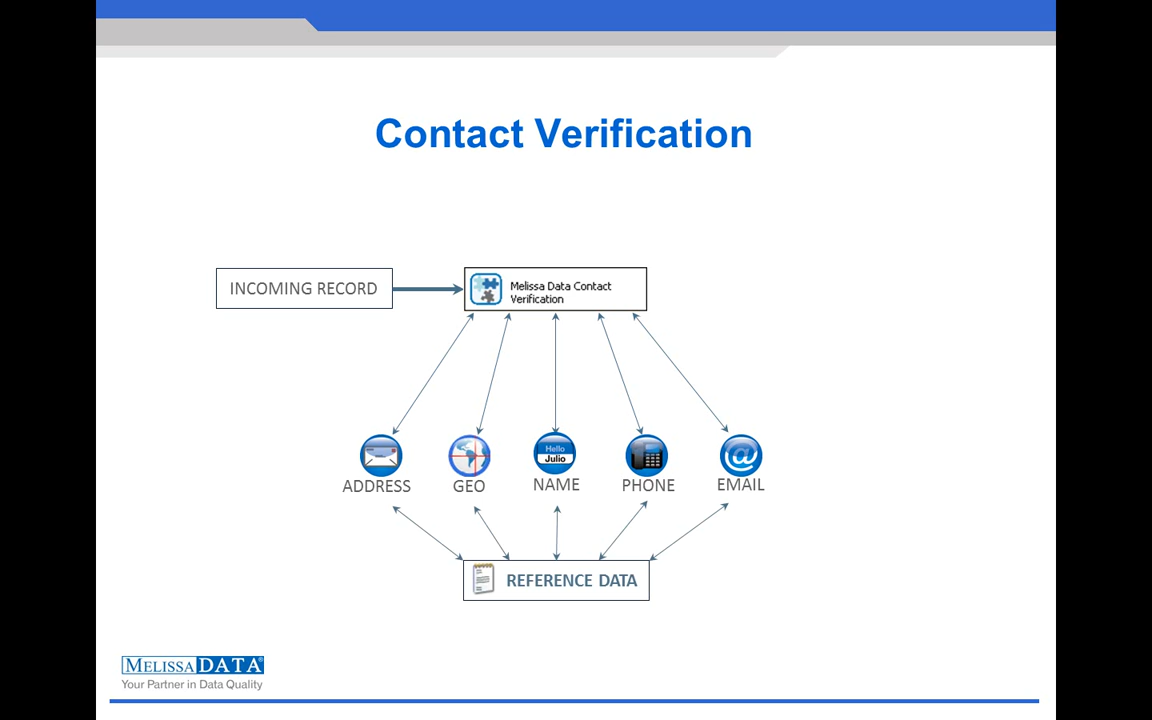 Contact Verification
INCOMING RECORD
Melissa Data Contact
Verification
Hello
Julio
ADDRESS
GEO
NAME
PHONE
EMAIL
REFERENCE DATA
MELISSA DATA®
Your Partner in Data Quality